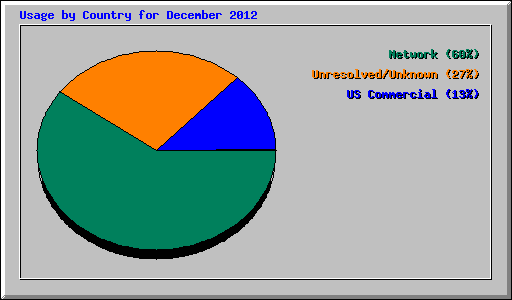 Usage by Country for December 2012
Network (60%)
Unresolved/Unknown (27%)
US Commercial (13%)